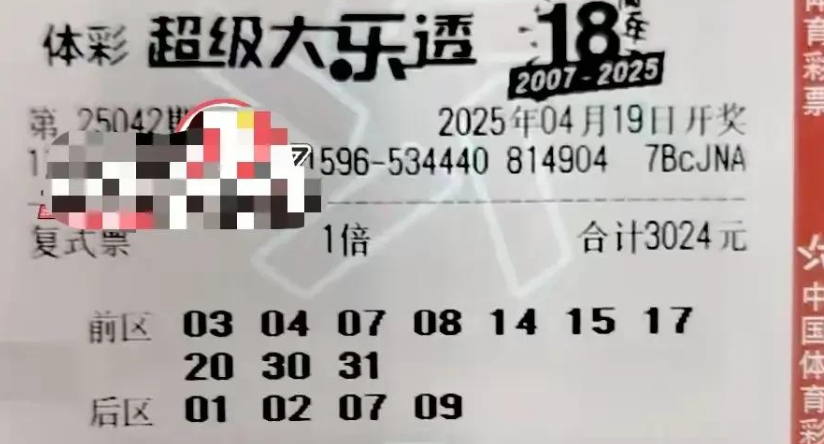 体彩 超级大乐透 18周年
2007-2025
第 25042期 2025年04月19日开奖
1596-534440 814904 7BcJNA
复式票 1倍 合计3024元
前区 03 04 07 08 14 15 17
20 30 31
后区 01 02 07 09
体育彩票
中国体育彩